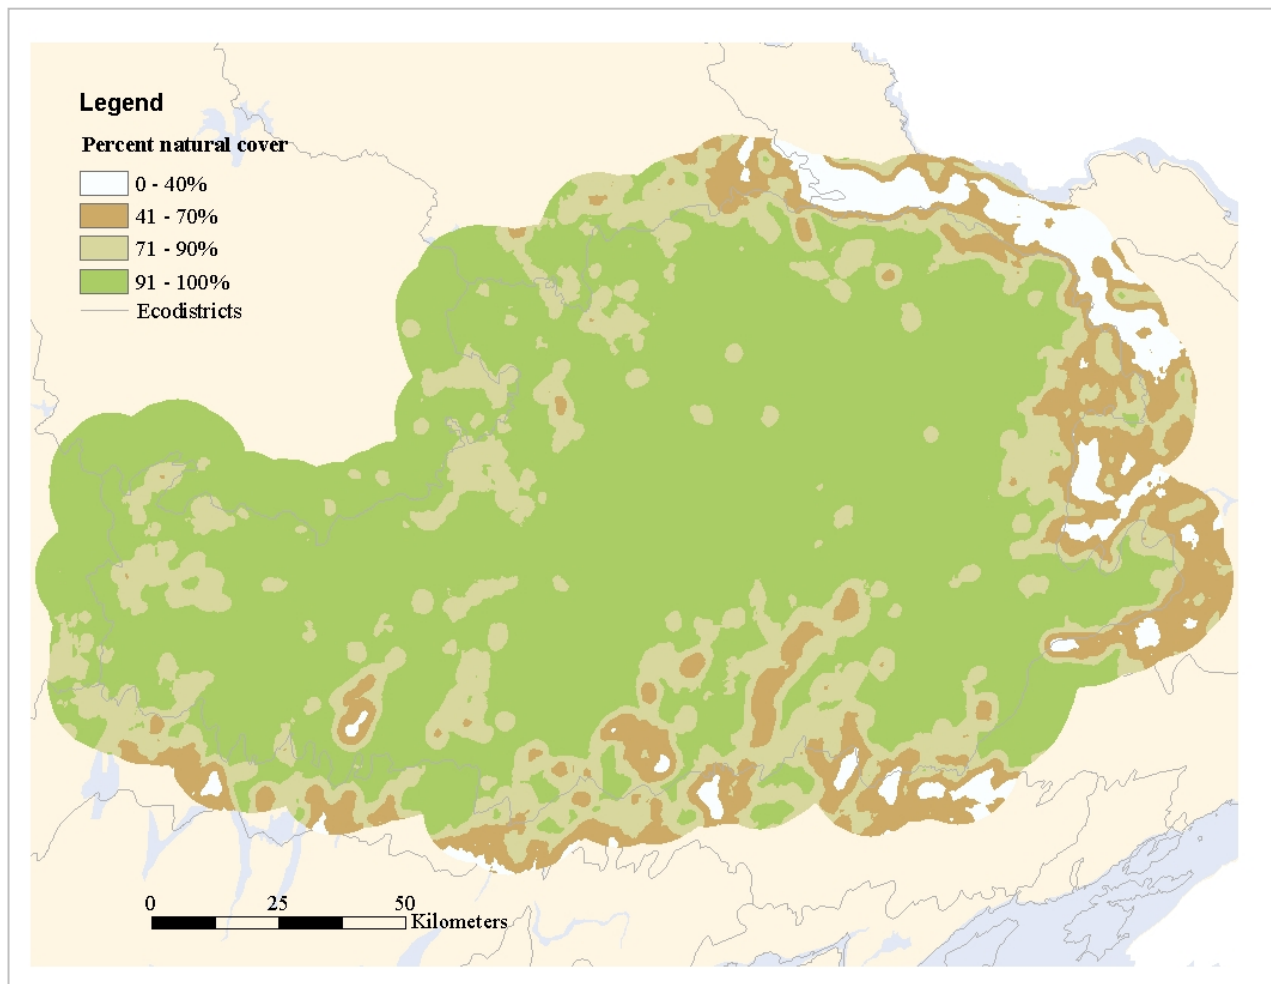 Legend
Percent natural cover
0 - 40%
41 - 70%
71 - 90%
91 - 100%
Ecodistricts
0 25 50
Kilometers